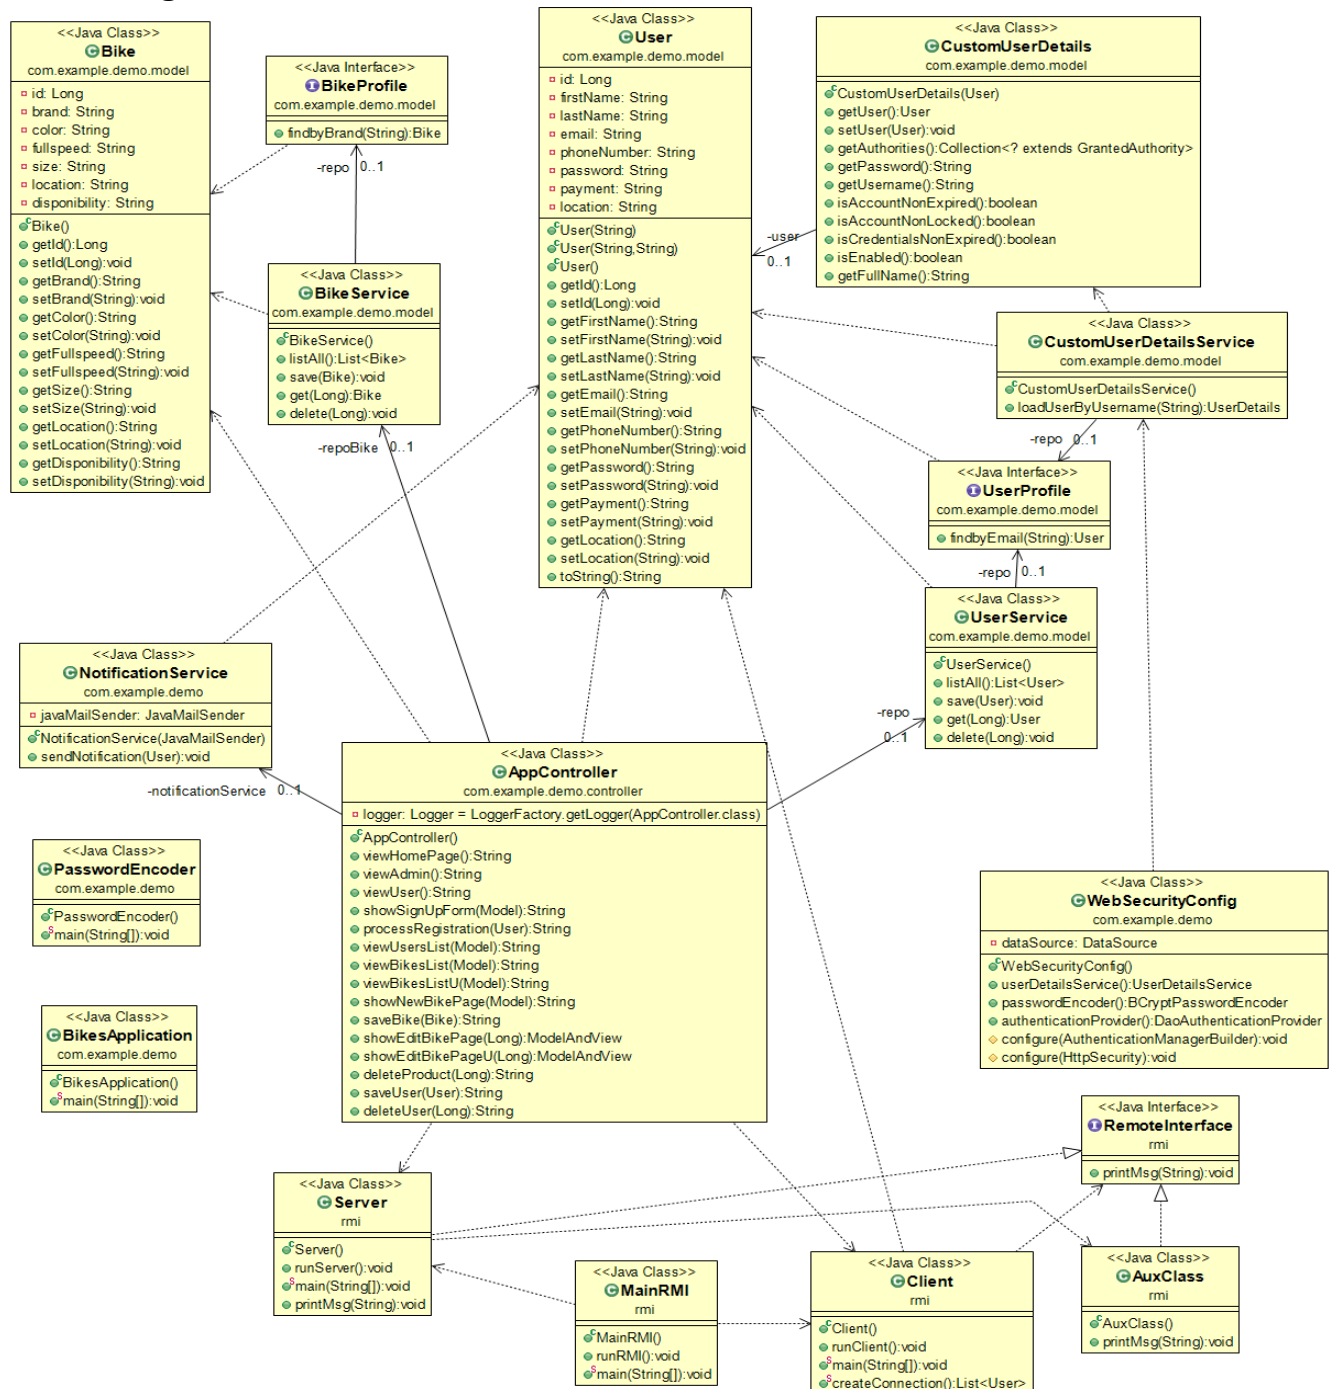 <<Java Class>>
Bike
com.example.demo.model
id: Long
brand: String
color: String
fullspeed: String
size: String
location: String
disponibility: String
Bike()
getId():Long
setId(Long):void
getBrand():String
setBrand(String):void
getColor():String
setColor(String):void
getFullspeed():String
setFullspeed(String):void
getSize():String
setSize(String):void
getLocation():String
setLocation(String):void
getDisponibility():String
setDisponibility(String):void
<<Java Interface>>
BikeProfile
com.example.demo.model
findbyBrand(String):Bike
-repo 0..1
<<Java Class>>
BikeService
com.example.demo.model
BikeService()
listAll():List<Bike>
save(Bike):void
get(Long):Bike
delete(Long):void
-repoBike 0..1
<<Java Class>>
User
com.example.demo.model
id: Long
firstName: String
lastName: String
email: String
phoneNumber: String
password: String
payment: String
location: String
User(String)
User(String,String)
User()
getId():Long
setId(Long):void
getFirstName():String
setFirstName(String):void
getLastName():String
setLastName(String):void
getEmail():String
setEmail(String):void
getPhoneNumber():String
setPhoneNumber(String):void
getPassword():String
setPassword(String):void
getPayment():String
setPayment(String):void
getLocation():String
setLocation(String):void
toString():String
<<Java Class>>
CustomUserDetails
com.example.demo.model
CustomUserDetails(User)
getUser():User
setUser(User):void
getAuthorities():Collection<? extends GrantedAuthority>
getPassword():String
getUsername():String
isAccountNonExpired():boolean
isAccountNonLocked():boolean
isCredentialsNonExpired():boolean
isEnabled():boolean
getFullName():String
-user
0..1
<<Java Class>>
CustomUserDetailsService
com.example.demo.model
CustomUserDetailsService()
loadUserByUsername(String):UserDetails
-repo 0..1
<<Java Interface>>
UserProfile
com.example.demo.model
findbyEmail(String):User
-repo 0..1
<<Java Class>>
UserService
com.example.demo.model
UserService()
listAll():List<User>
save(User):void
get(Long):User
delete(Long):void
-repo
0..1
<<Java Class>>
NotificationService
com.example.demo
javaMailSender: JavaMailSender
NotificationService(JavaMailSender)
sendNotification(User):void
-notificationService 0..1
<<Java Class>>
AppController
com.example.demo.controller
logger: Logger = LoggerFactory.getLogger(AppController.class)
AppController()
viewHomePage():String
viewAdmin():String
viewUser():String
showSignUpForm(Model):String
processRegistration(User):String
viewUsersList(Model):String
viewBikesList(Model):String
viewBikesListU(Model):String
showNewBikePage(Model):String
saveBike(Bike):String
showEditBikePage(Long):ModelAndView
showEditBikePageU(Long):ModelAndView
deleteProduct(Long):String
saveUser(User):String
deleteUser(Long):String
<<Java Class>>
PasswordEncoder
com.example.demo
PasswordEncoder()
main(String[]):void
<<Java Class>>
BikesApplication
com.example.demo
BikesApplication()
main(String[]):void
<<Java Class>>
WebSecurityConfig
com.example.demo
dataSource: DataSource
WebSecurityConfig()
userDetailsService():UserDetailsService
passwordEncoder():BCryptPasswordEncoder
authenticationProvider():DaoAuthenticationProvider
configure(AuthenticationManagerBuilder):void
configure(HttpSecurity):void
<<Java Interface>>
RemoteInterface
rmi
printMsg(String):void
<<Java Class>>
Server
rmi
Server()
runServer():void
main(String[]):void
printMsg(String):void
<<Java Class>>
MainRMI
rmi
MainRMI()
runRMI():void
main(String[]):void
<<Java Class>>
Client
rmi
Client()
runClient():void
main(String[]):void
createConnection():List<User>
<<Java Class>>
AuxClass
rmi
AuxClass()
printMsg(String):void